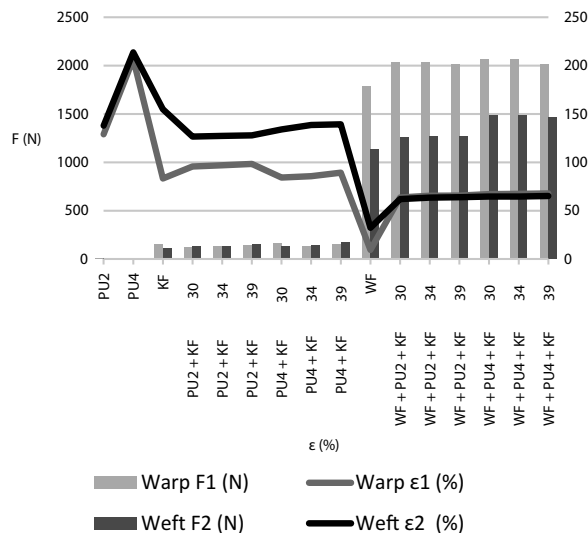 2500
2000
1500
1000
500
0
F (N)
250
200
150
100
50
0
PU2
PU4
KF
30
34
39
30
34
39
WF
30
34
39
30
34
39
PU2 + KF
PU2 + KF
PU2 + KF
PU4 + KF
PU4 + KF
PU4 + KF
WF + PU2 + KF
WF + PU2 + KF
WF + PU2 + KF
WF + PU4 + KF
WF + PU4 + KF
WF + PU4 + KF
ε (%)
Warp F1 (N)
Warp ε1 (%)
Weft F2 (N)
Weft ε2 (%)